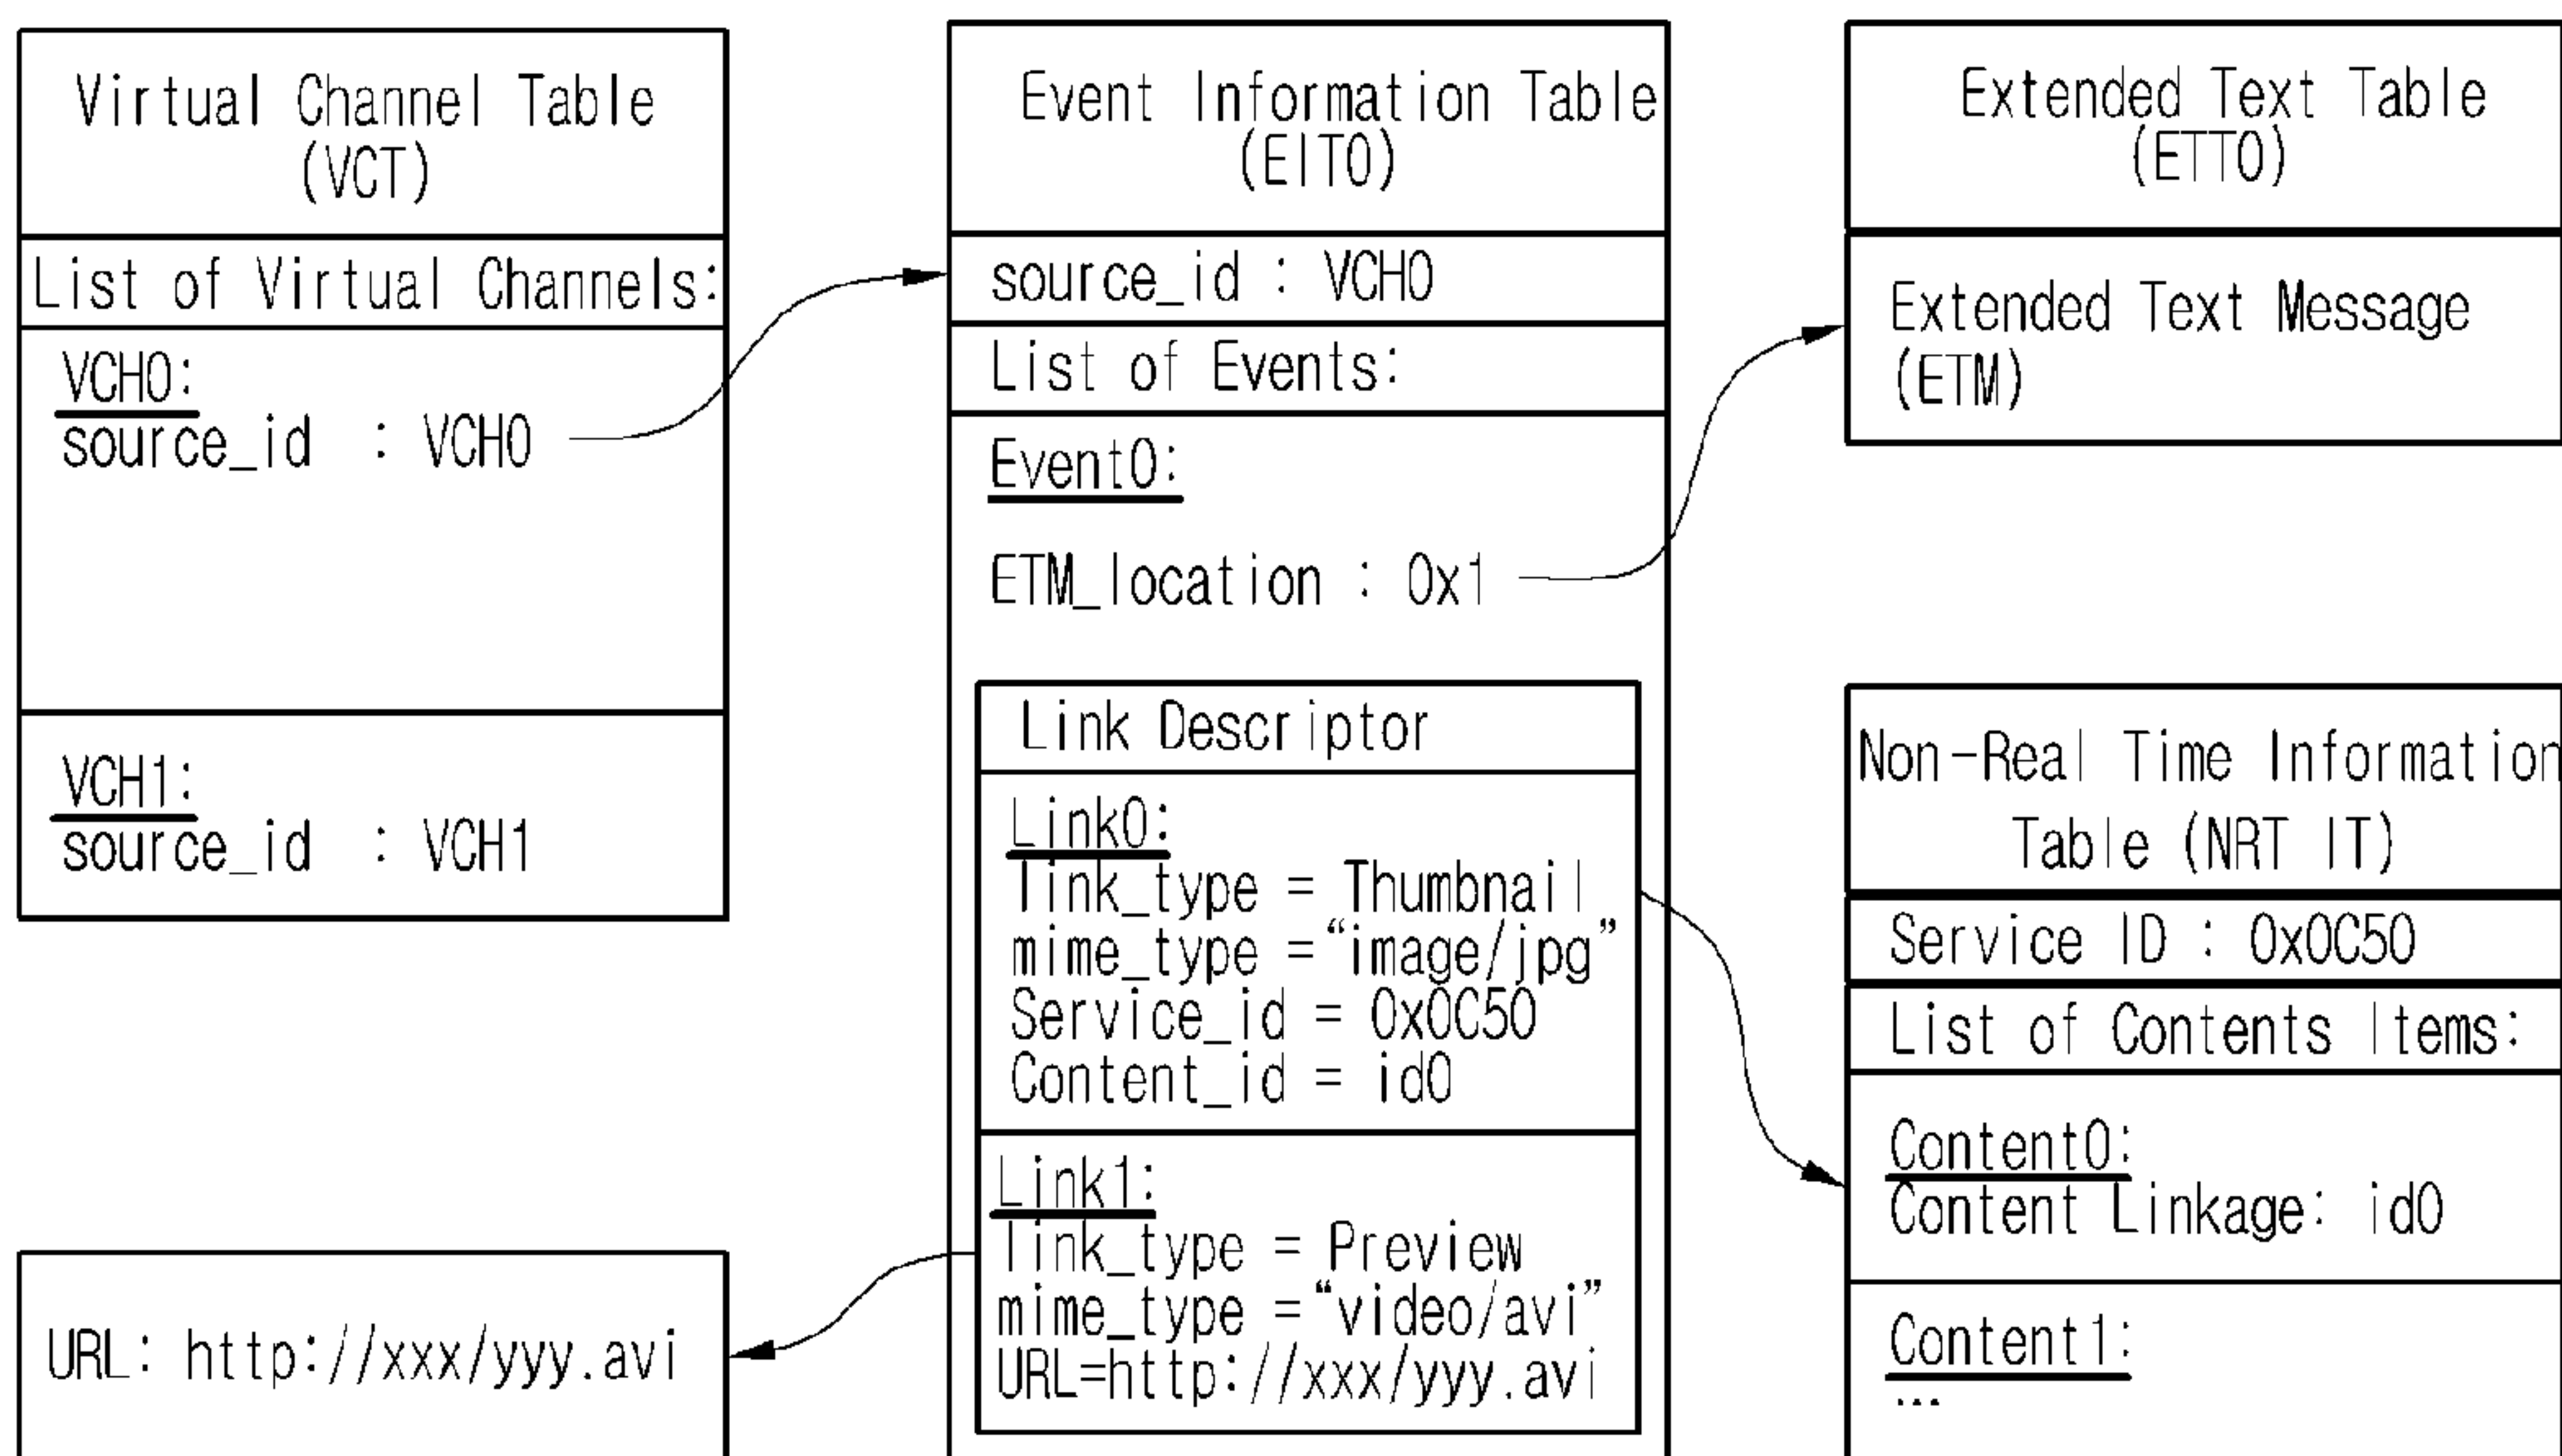 Virtual Channel Table
(VCT)
List of Virtual Channels:
VCH0:
source_id : VCH0
VCH1:
source_id : VCH1
Event Information Table
(EIT0)
source_id : VCH0
List of Events:
Event0:
ETM_location : 0x1
Link Descriptor
Link0:
link_type = Thumbnail
mime_type =“image/jpg”
Service_id = 0x0C50
Content_id = id0
Link1:
link_type = Preview
mime_type =“video/avi”
URL=http://xxx/yyy.avi
Extended Text Table
(ETT0)
Extended Text Message
(ETM)
Non-Real Time Information
Table (NRT IT)
Service ID : 0x0C50
List of Contents Items:
Content0:
Content Linkage: id0
Content1:
...
URL: http://xxx/yyy.avi